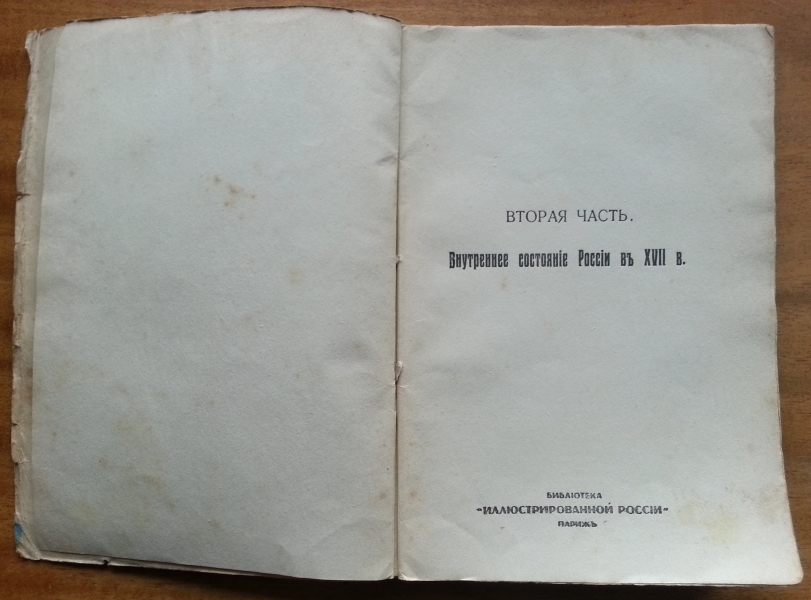 ВТОРАЯ ЧАСТЬ.
Внутреннее состояніе Россіи въ XVII в.
БИБЛІОТЕКА
«ИЛЛЮСТРИРОВАННОЙ РОССІИ»
ПАРИЖЪ